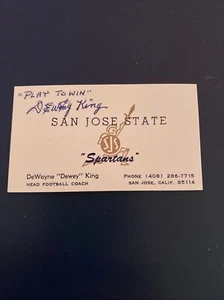 "PLAY TO WIN"
Dewey King
SAN JOSE STATE
SJS
"Spartans"
DeWayne "Dewey" King
HEAD FOOTBALL COACH
PHONE (408) 286-7715
SAN JOSE, CALIF. 95114